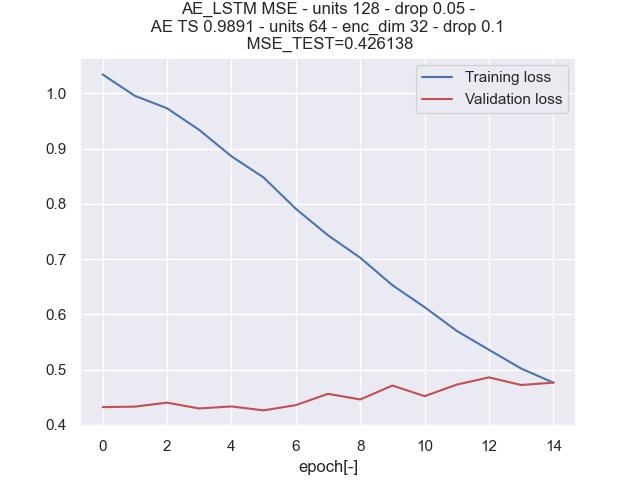 AE_LSTM MSE - units 128 - drop 0.05 -
AE TS 0.9891 - units 64 - enc_dim 32 - drop 0.1
MSE_TEST=0.426138
Training loss
Validation loss
1.0
0.9
0.8
0.7
0.6
0.5
0.4
0 2 4 6 8 10 12 14
epoch[-]